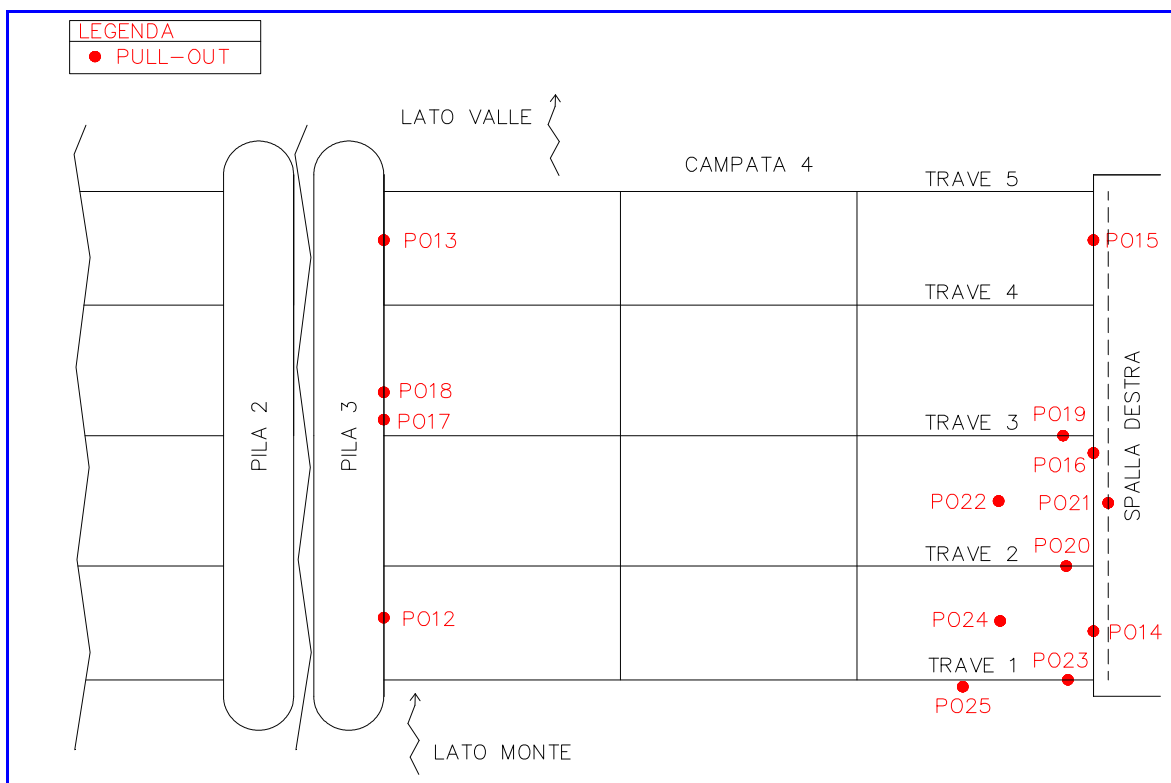 LEGENDA
PULL-OUT
LATO VALLE
CAMPATA 4
TRAVE 5
PO13
PO15
TRAVE 4
PO18
PO17
PILA 2
PILA 3
TRAVE 3
PO19
PO16
SPALLA DESTRA
PO22
PO21
TRAVE 2
PO20
PO12
PO24
PO14
TRAVE 1
PO23
PO25
LATO MONTE